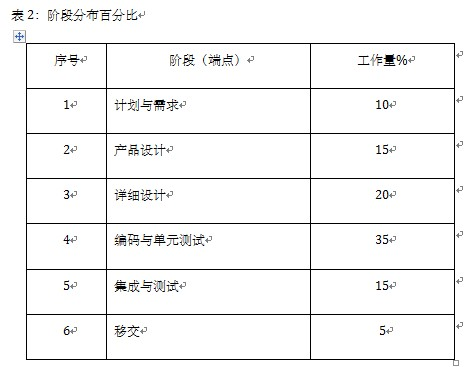 表 2：阶段分布百分比
序号 阶段（端点） 工作量%
1 计划与需求 10
2 产品设计 15
3 详细设计 20
4 编码与单元测试 35
5 集成与测试 15
6 移交 5